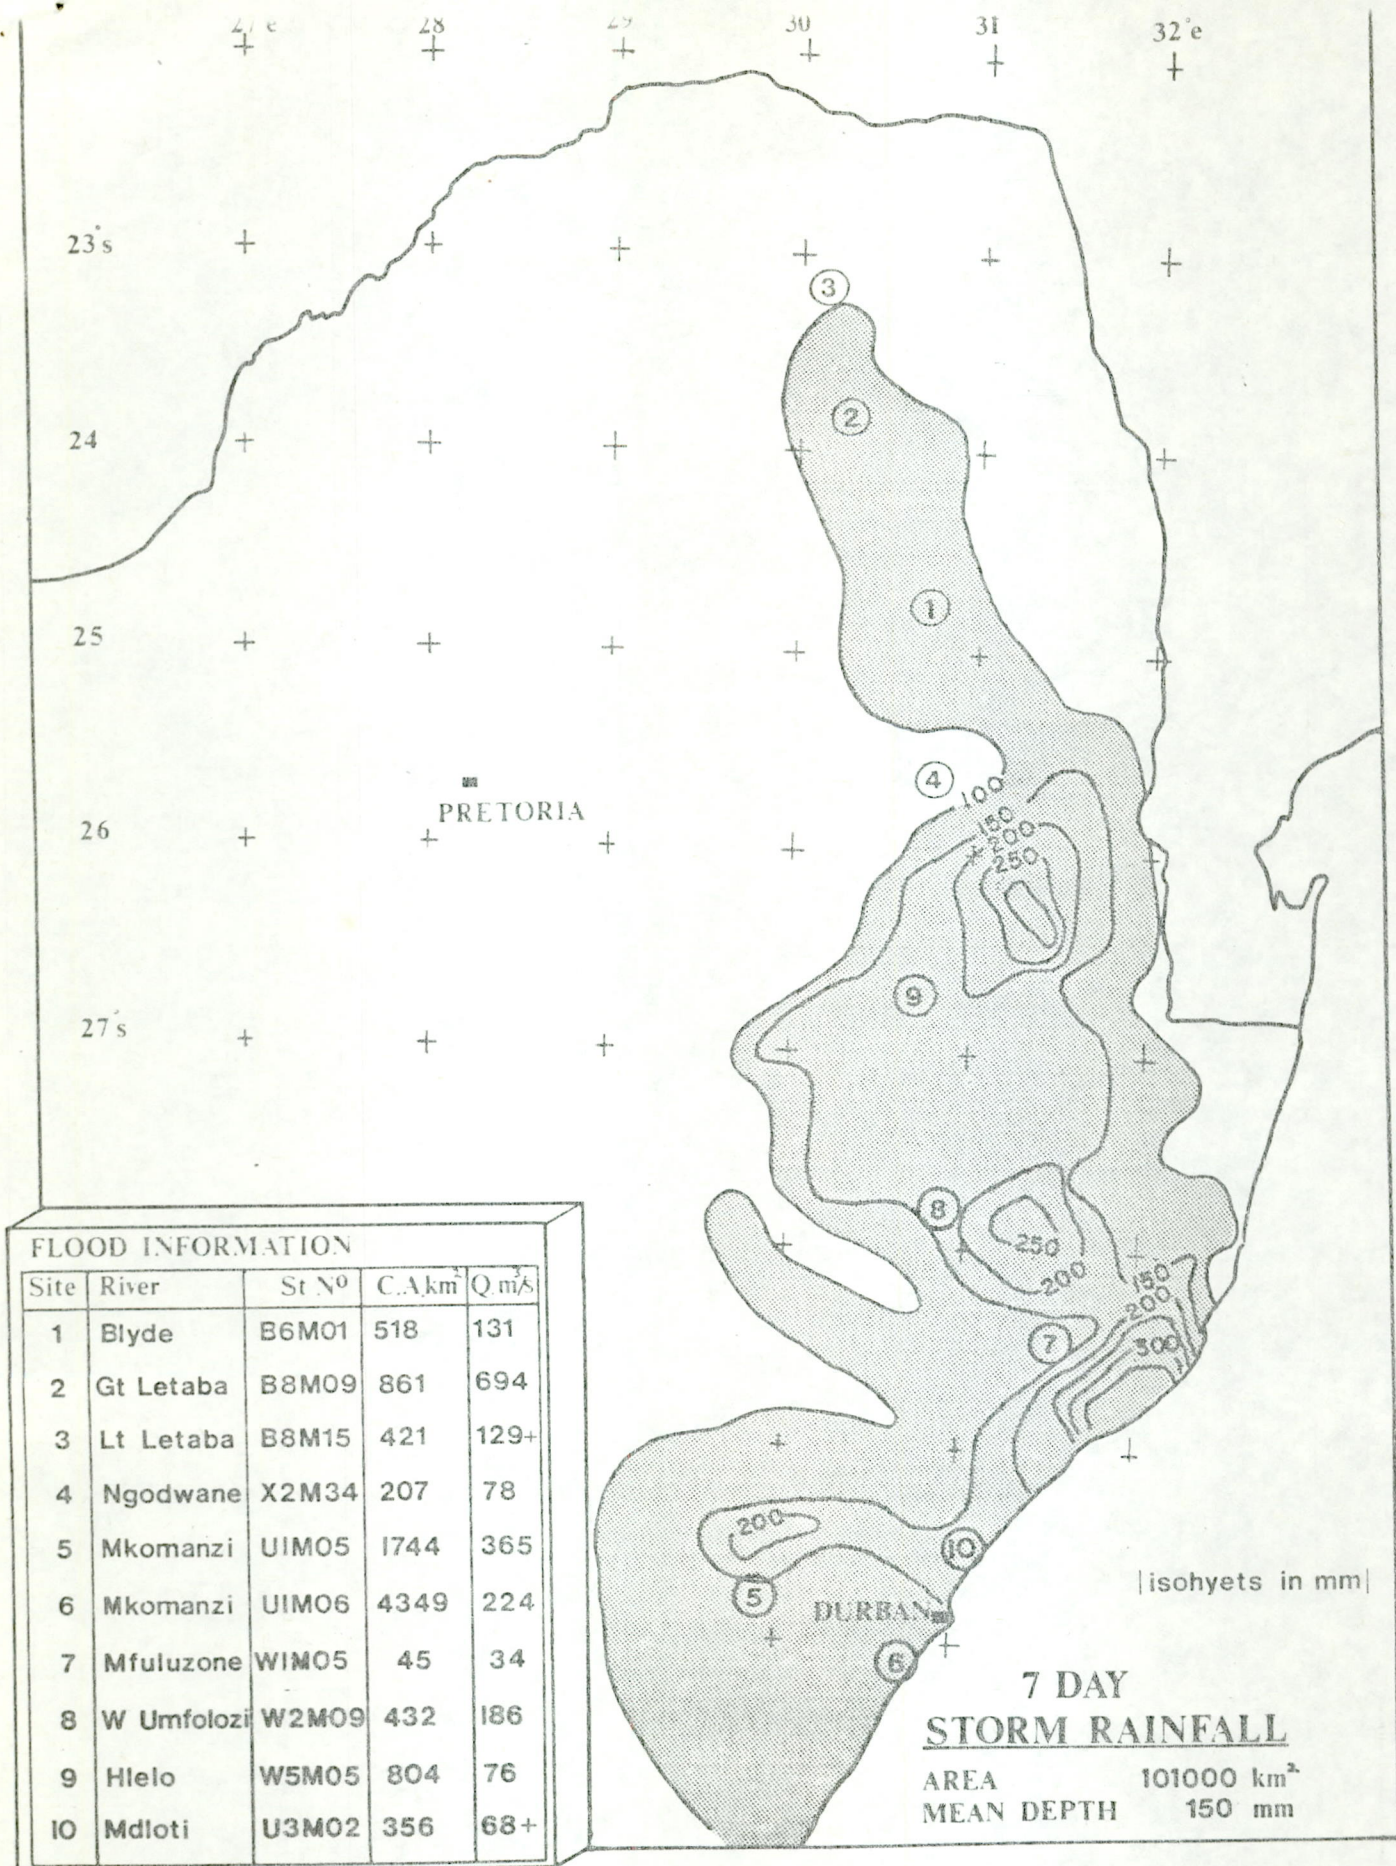 27°e 28 29 30 31 32°e
23°s
3
2
24
1
25
4
100
PRETORIA
150
26
200
250
9
27°s
8
250
200
150
200
7
300
200
10
5
DURBAN
6
|isohyets in mm|
7 DAY
STORM RAINFALL
AREA 101000 km²
MEAN DEPTH 150 mm
FLOOD INFORMATION
Site River St Nº C.A.km² Q.m³/s
1 Blyde B6M01 518 131
2 Gt Letaba B8M09 861 694
3 Lt Letaba B8M15 421 129+
4 Ngodwane X2M34 207 78
5 Mkomanzi U1M05 1744 365
6 Mkomanzi U1M06 4349 224
7 Mfuluzone W1M05 45 34
8 W Umfolozi W2M09 432 186
9 Hlelo W5M05 804 76
10 Mdloti U3M02 356 68+